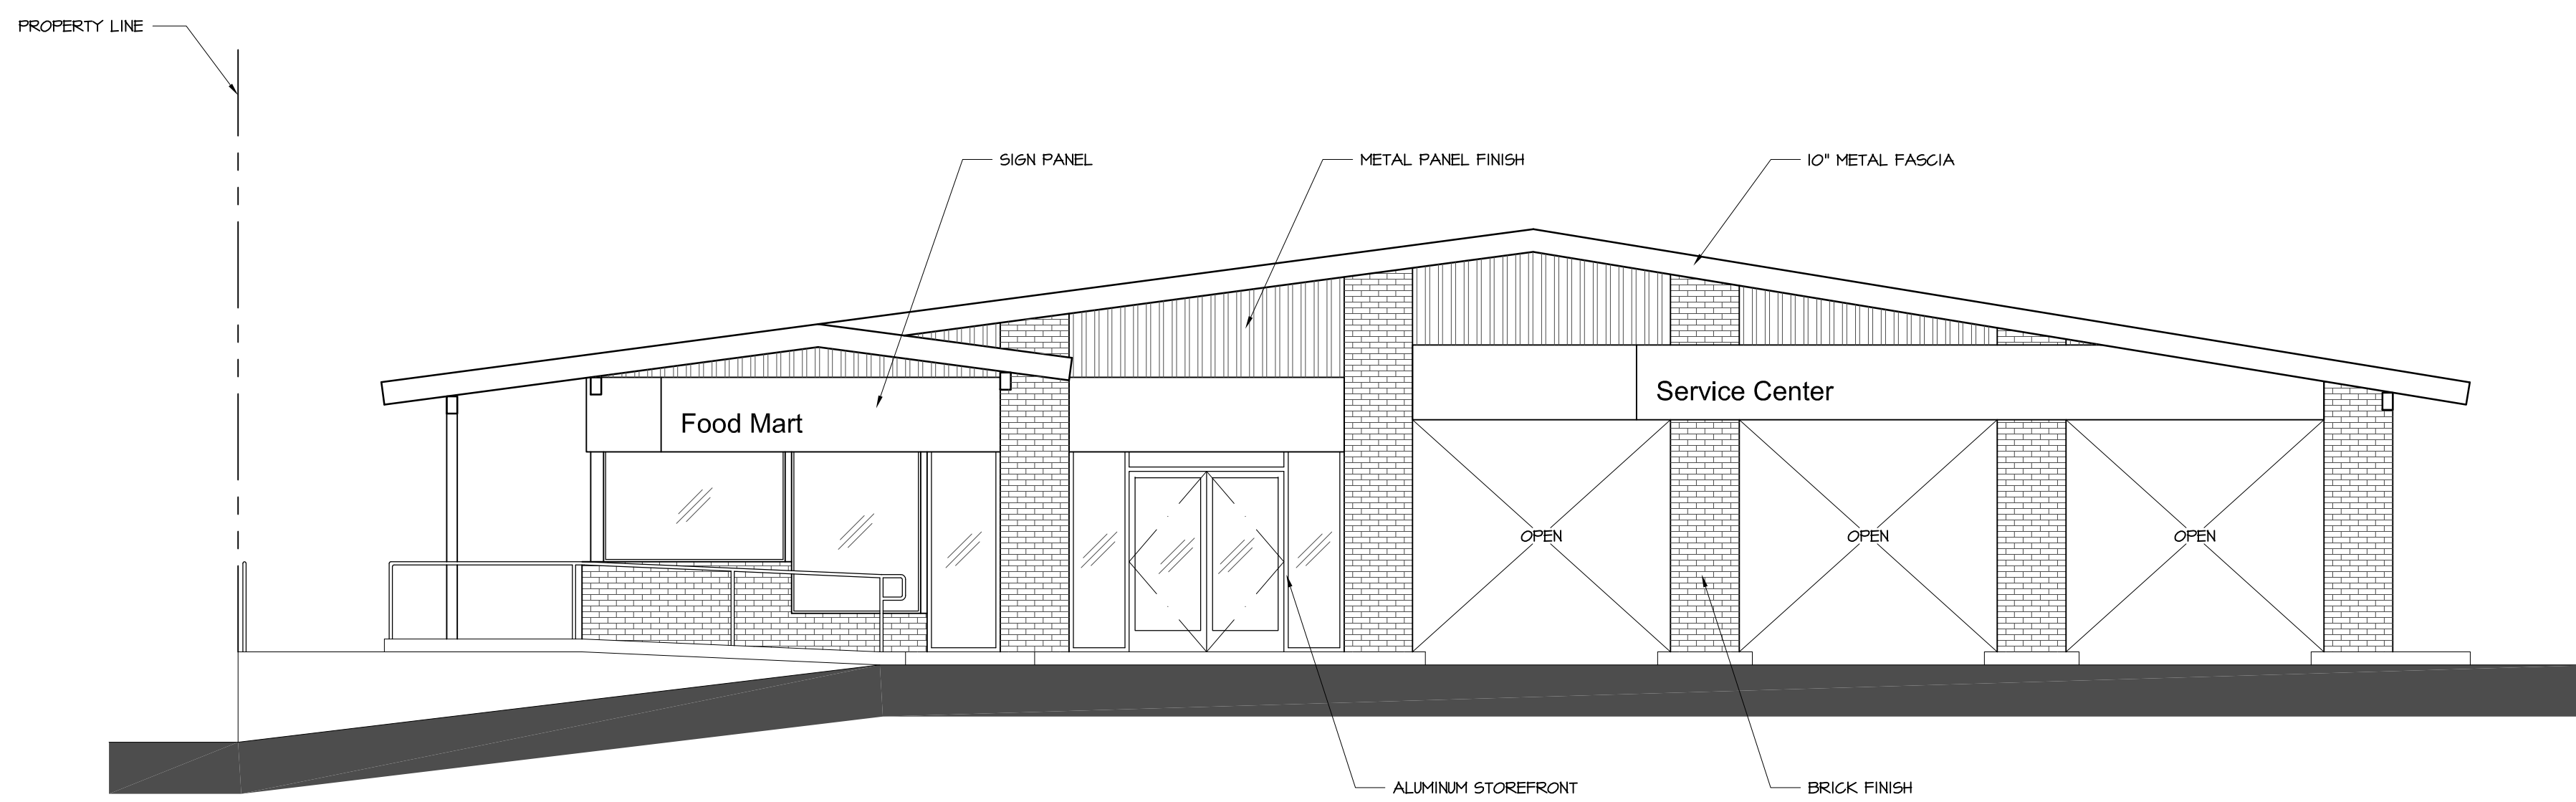 PROPERTY LINE
SIGN PANEL
METAL PANEL FINISH
10" METAL FASCIA
Service Center
Food Mart
OPEN
OPEN
OPEN
ALUMINUM STOREFRONT
BRICK FINISH